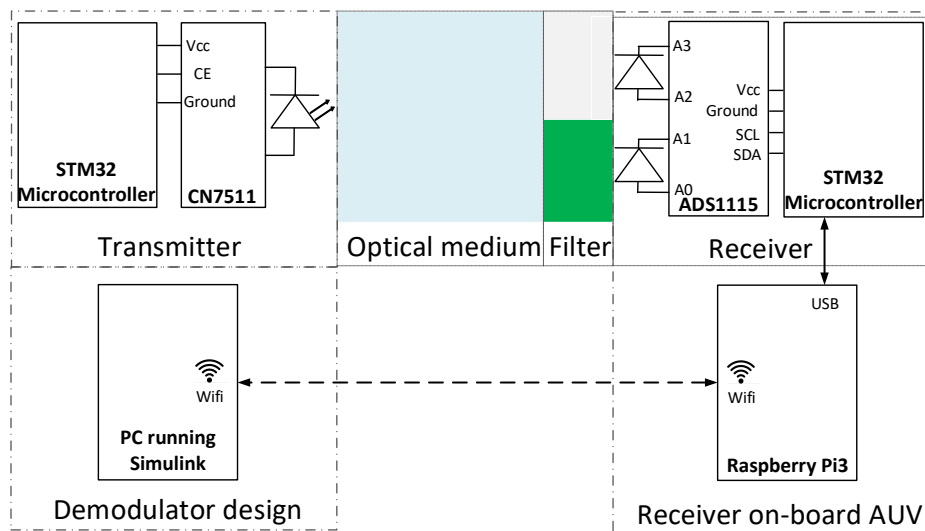 Vcc
CE
Ground
STM32
Microcontroller
CN7511
A3
A2
A1
A0
Vcc
Ground
SCL
SDA
ADS1115
STM32
Microcontroller
Transmitter
Optical medium
Filter
Receiver
USB
Wifi
Wifi
PC running
Simulink
Raspberry Pi3
Demodulator design
Receiver on-board AUV